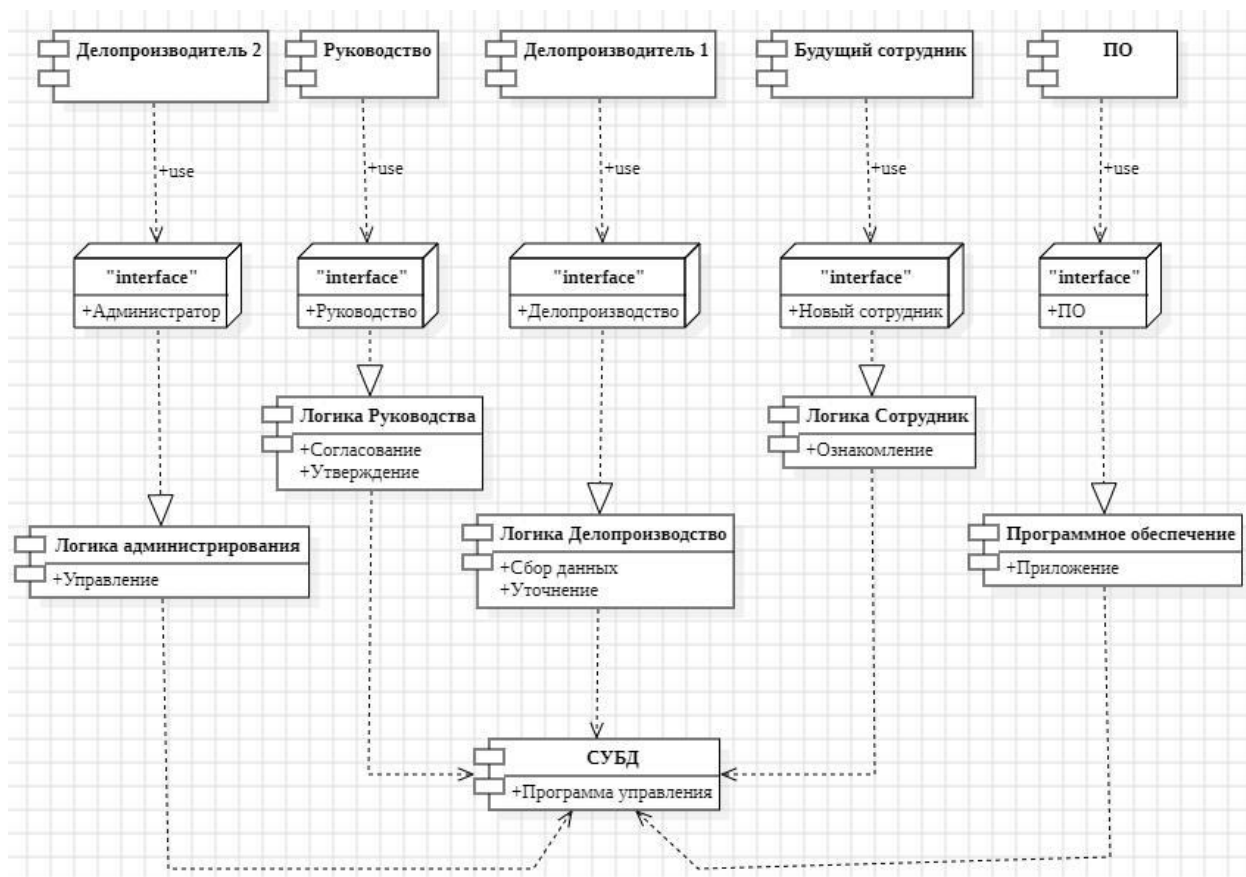 Делопроизводитель 2
Руководство
Делопроизводитель 1
Будущий сотрудник
ПО
+use
+use
+use
+use
+use
"interface"
+Администратор
"interface"
+Руководство
"interface"
+Делопроизводство
"interface"
+Новый сотрудник
"interface"
+ПО
Логика Руководства
+Согласование
+Утверждение
Логика Сотрудник
+Ознакомление
Логика администрирования
+Управление
Логика Делопроизводство
+Сбор данных
+Уточнение
Программное обеспечение
+Приложение
СУБД
+Программа управления